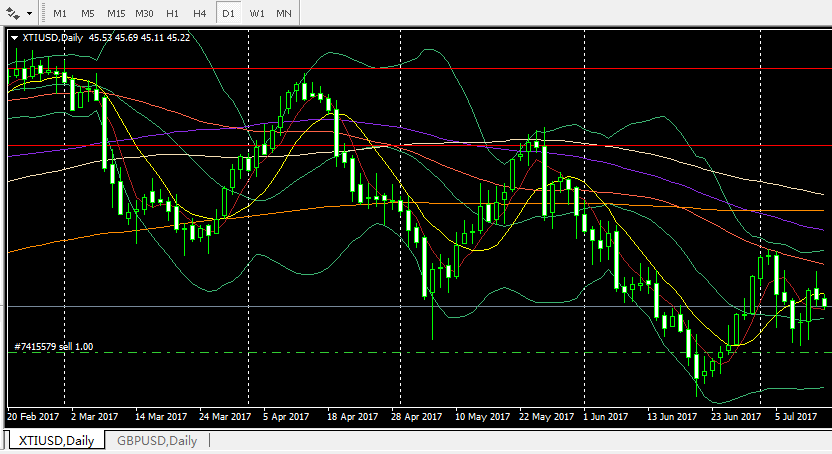 M1 M5 M15 M30 H1 H4 D1 W1 MN
XTIUSD,Daily 45.53 45.69 45.11 45.22
#7415579 sell 1.00
20 Feb 2017 2 Mar 2017 14 Mar 2017 24 Mar 2017 5 Apr 2017 18 Apr 2017 28 Apr 2017 10 May 2017 22 May 2017 1 Jun 2017 13 Jun 2017 23 Jun 2017 5 Jul 2017
XTIUSD,Daily GBPUSD,Daily